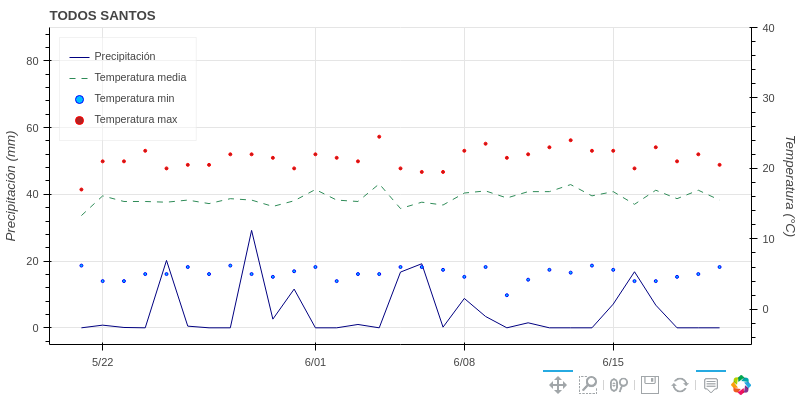 TODOS SANTOS
Precipitación
Temperatura media
Temperatura min
Temperatura max
Precipitación (mm)
80
60
40
20
0
Temperatura (°C)
40
30
20
10
0
5/22
6/01
6/08
6/15